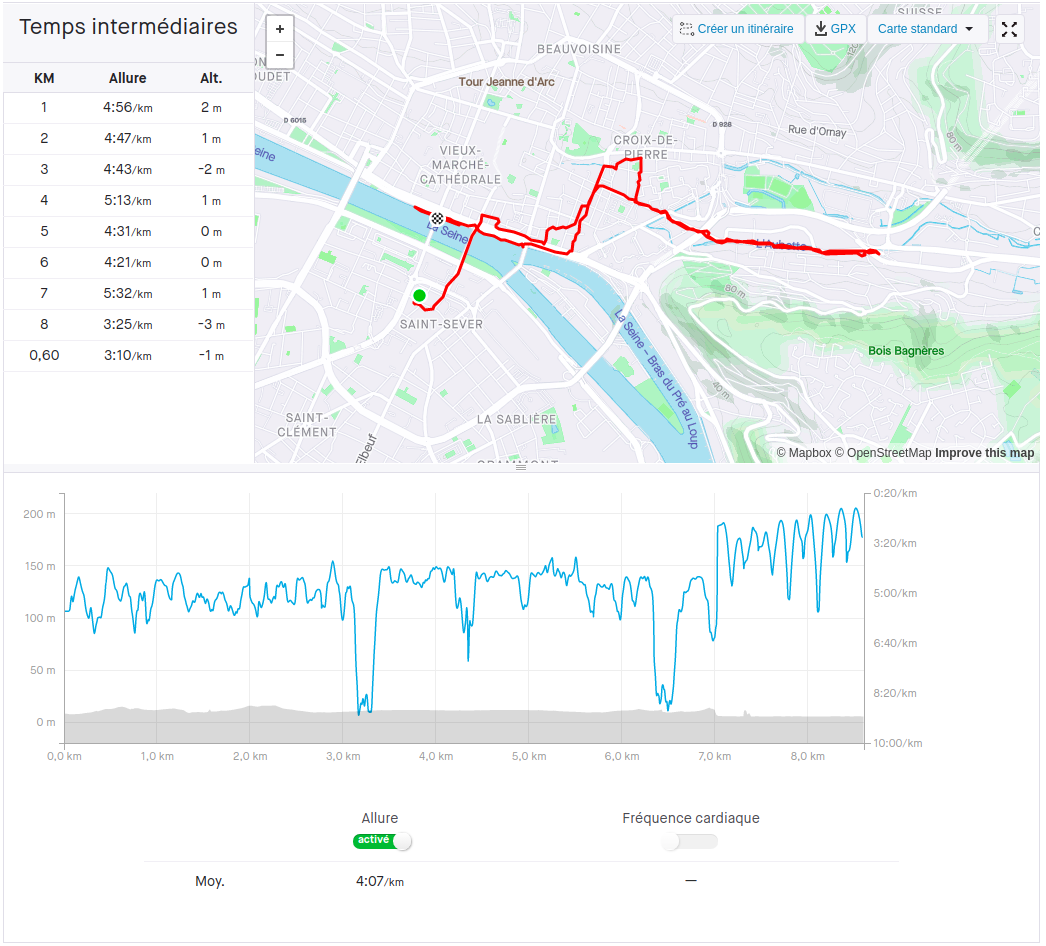 Temps intermédiaires
KM Allure Alt.
1 4:56/km 2 m
2 4:47/km 1 m
3 4:43/km -2 m
4 5:13/km 1 m
5 4:31/km 0 m
6 4:21/km 0 m
7 5:32/km 1 m
8 3:25/km -3 m
0,60 3:10/km -1 m
+
−
Créer un itinéraire
GPX
Carte standard
SUISSE
BEAUVOISINE
OUDET
Tour Jeanne d'Arc
120
D 6015
D 928
Rue d'Ornay
80 m
CROIX-DE-
PIERRE
VIEUX-
MARCHÉ-
CATHÉDRALE
eine
La Seine
L'Aubette
80 m
SAINT-SEVER
La Seine - Bras du Pré au Loup
Bois Bagnères
40 m
SAINT-
CLÉMENT
LA SABLIÈRE
Elbeuf
GRAMMONT
© Mapbox © OpenStreetMap Improve this map
200 m
150 m
100 m
50 m
0 m
0:20/km
3:20/km
5:00/km
6:40/km
8:20/km
10:00/km
0,0 km 1,0 km 2,0 km 3,0 km 4,0 km 5,0 km 6,0 km 7,0 km 8,0 km
Allure Fréquence cardiaque
activé
Moy. 4:07/km —